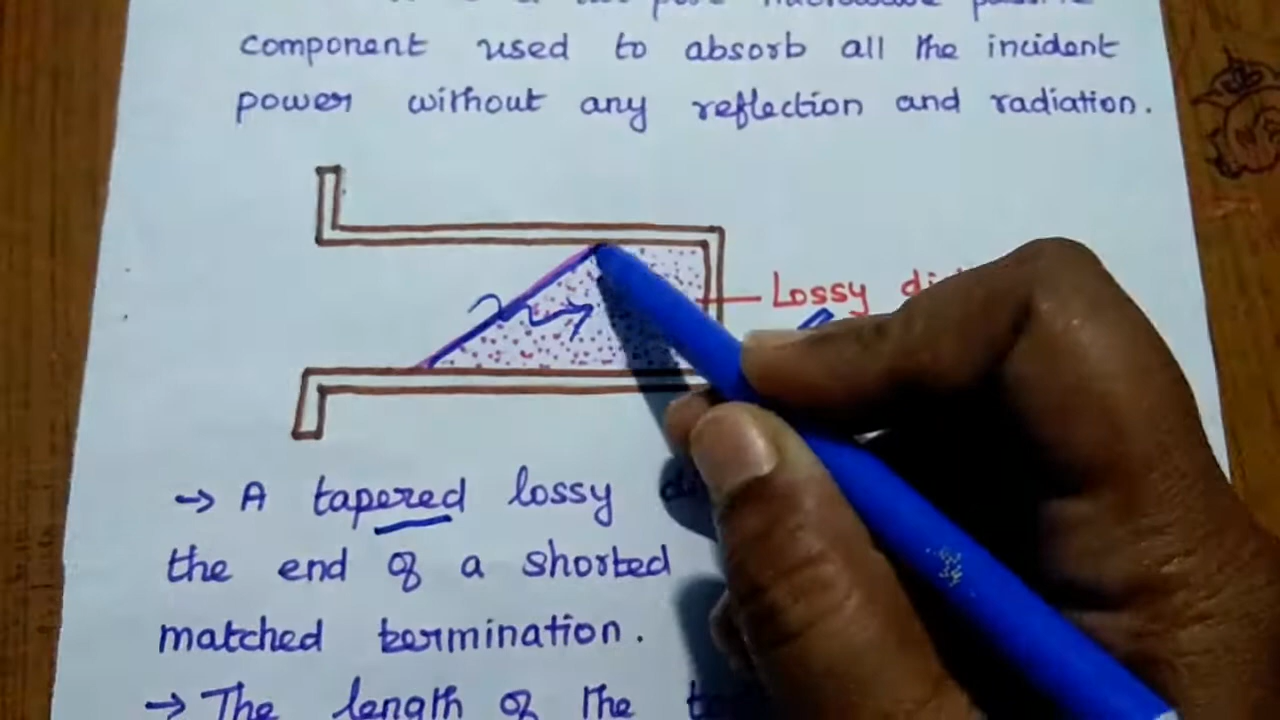 component used to absorb all the incident
power without any reflection and radiation.
Lossy
→ A tapered lossy
the end of a shorted
matched termination.
→ The length of the